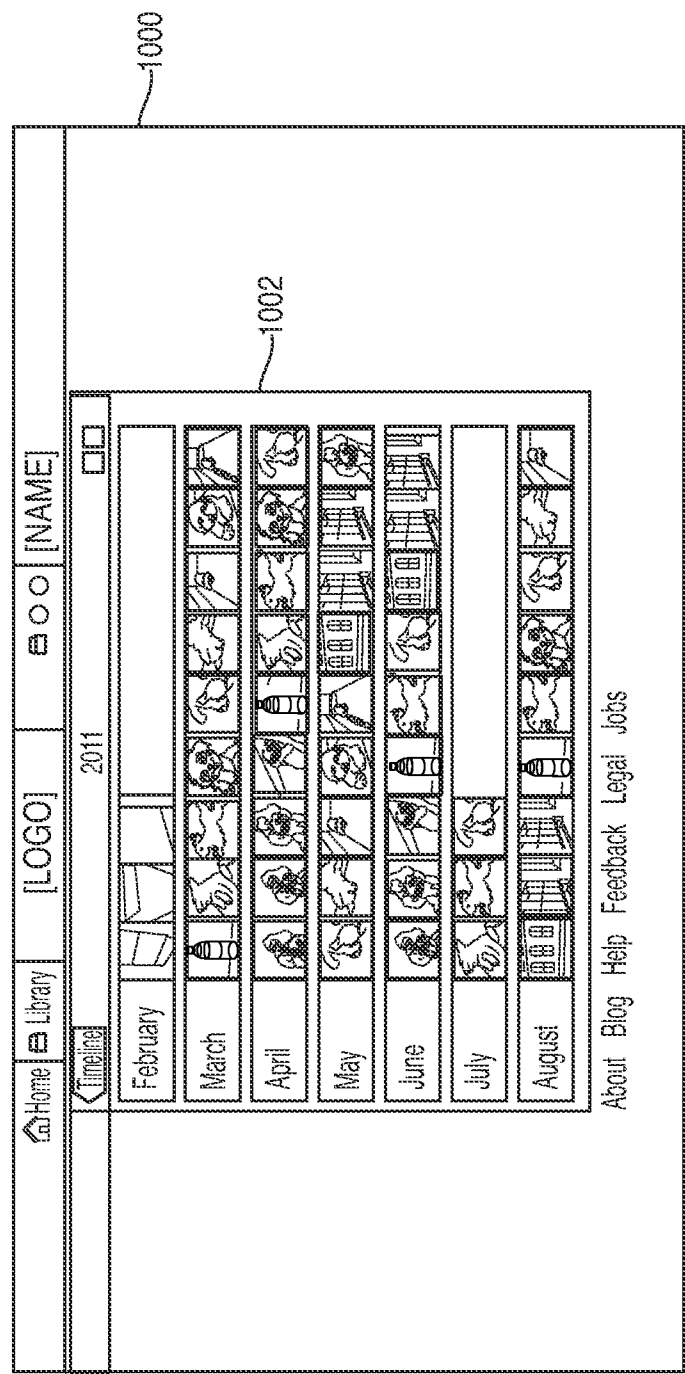 Home Library [LOGO] [NAME]
Timeline 2011
February
March
April
May
June
July
August
About Blog Help Feedback Legal Jobs
1000
1002